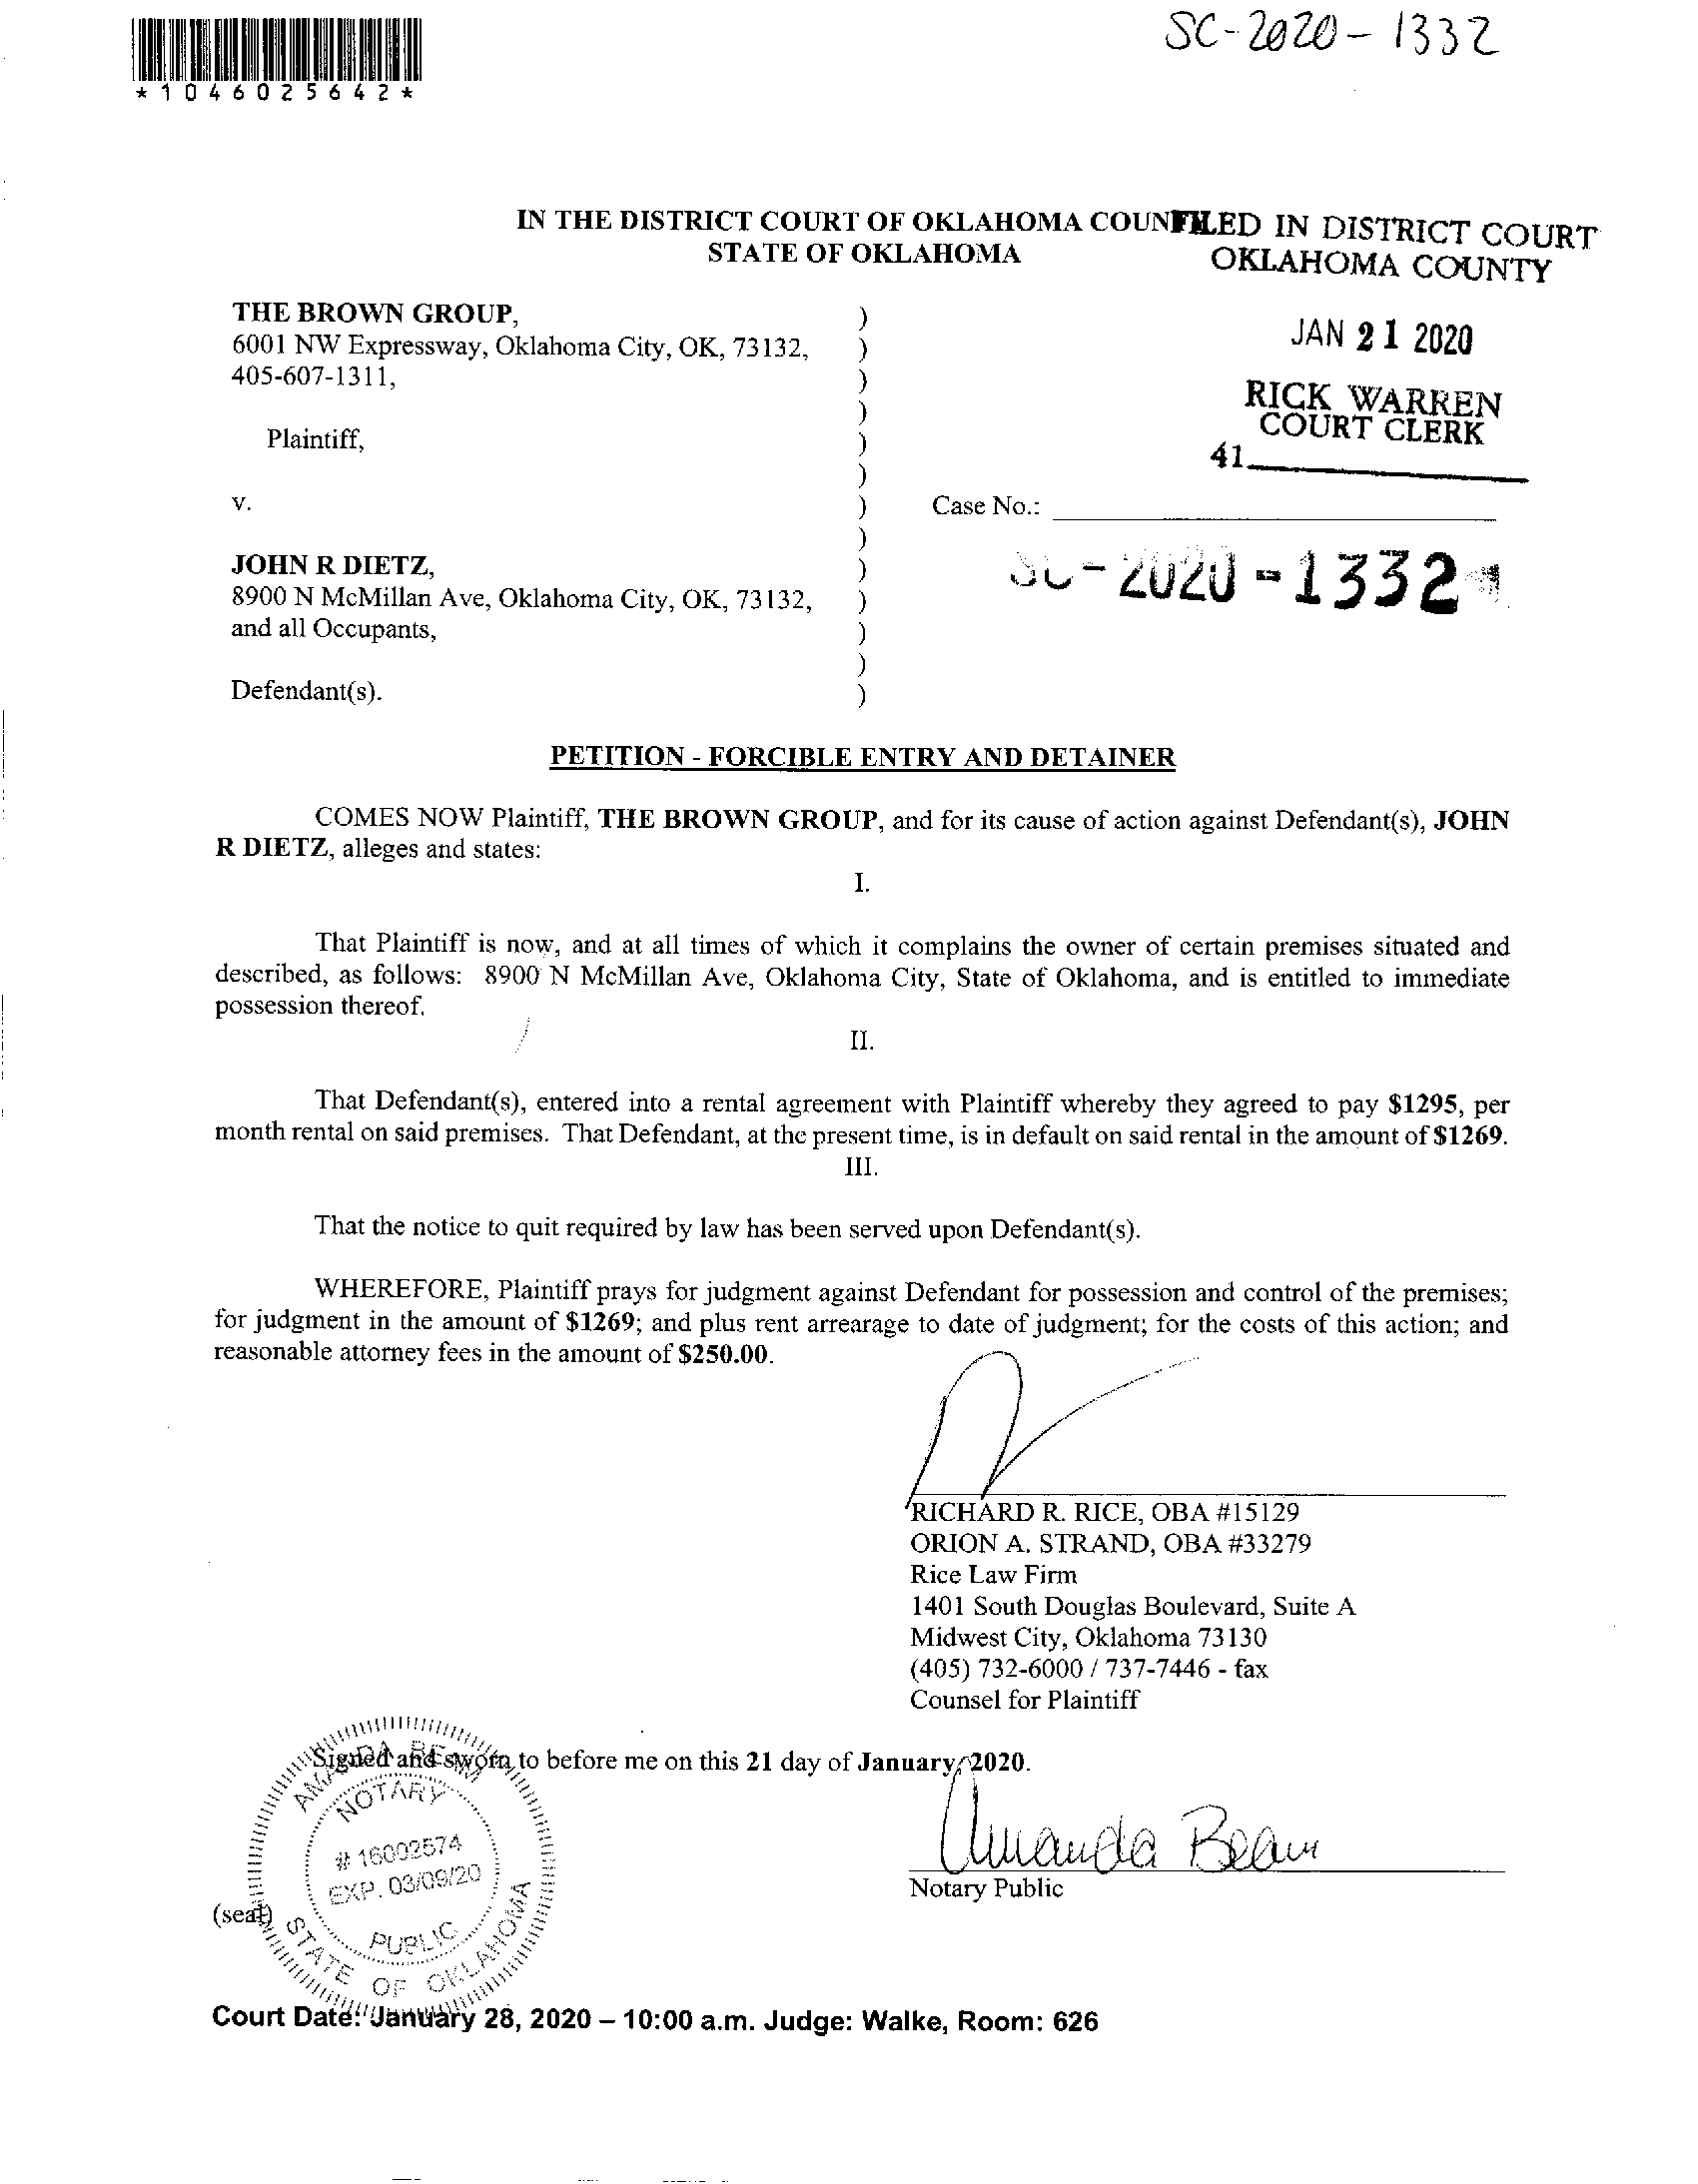 SC-2020-1332
*1046025642*
IN THE DISTRICT COURT OF OKLAHOMA COUN
STATE OF OKLAHOMA
FILED IN DISTRICT COURT
OKLAHOMA COUNTY
JAN 21 2020
RICK WARREN
COURT CLERK
41
THE BROWN GROUP, )
6001 NW Expressway, Oklahoma City, OK, 73132, )
405-607-1311, )
)
Plaintiff, )
)
v. ) Case No.:
)
JOHN R DIETZ, )
8900 N McMillan Ave, Oklahoma City, OK, 73132, )
and all Occupants, )
)
Defendant(s). )
SC-2020-1332
PETITION - FORCIBLE ENTRY AND DETAINER
COMES NOW Plaintiff, THE BROWN GROUP, and for its cause of action against Defendant(s), JOHN
R DIETZ, alleges and states:
I.
That Plaintiff is now, and at all times of which it complains the owner of certain premises situated and
described, as follows: 8900 N McMillan Ave, Oklahoma City, State of Oklahoma, and is entitled to immediate
possession thereof.
II.
That Defendant(s), entered into a rental agreement with Plaintiff whereby they agreed to pay $1295, per
month rental on said premises. That Defendant, at the present time, is in default on said rental in the amount of $1269.
III.
That the notice to quit required by law has been served upon Defendant(s).
WHEREFORE, Plaintiff prays for judgment against Defendant for possession and control of the premises;
for judgment in the amount of $1269; and plus rent arrearage to date of judgment; for the costs of this action; and
reasonable attorney fees in the amount of $250.00.
RICHARD R. RICE, OBA #15129
ORION A. STRAND, OBA #33279
Rice Law Firm
1401 South Douglas Boulevard, Suite A
Midwest City, Oklahoma 73130
(405) 732-6000 / 737-7446 - fax
Counsel for Plaintiff
Signed and sworn to before me on this 21 day of January, 2020.
Amanda Beam
Notary Public
(seal)
AMANDA BEAM
NOTARY
# 16002574
EXP. 03/09/20
PUBLIC
STATE OF OKLAHOMA
Court Date: January 28, 2020 – 10:00 a.m. Judge: Walke, Room: 626